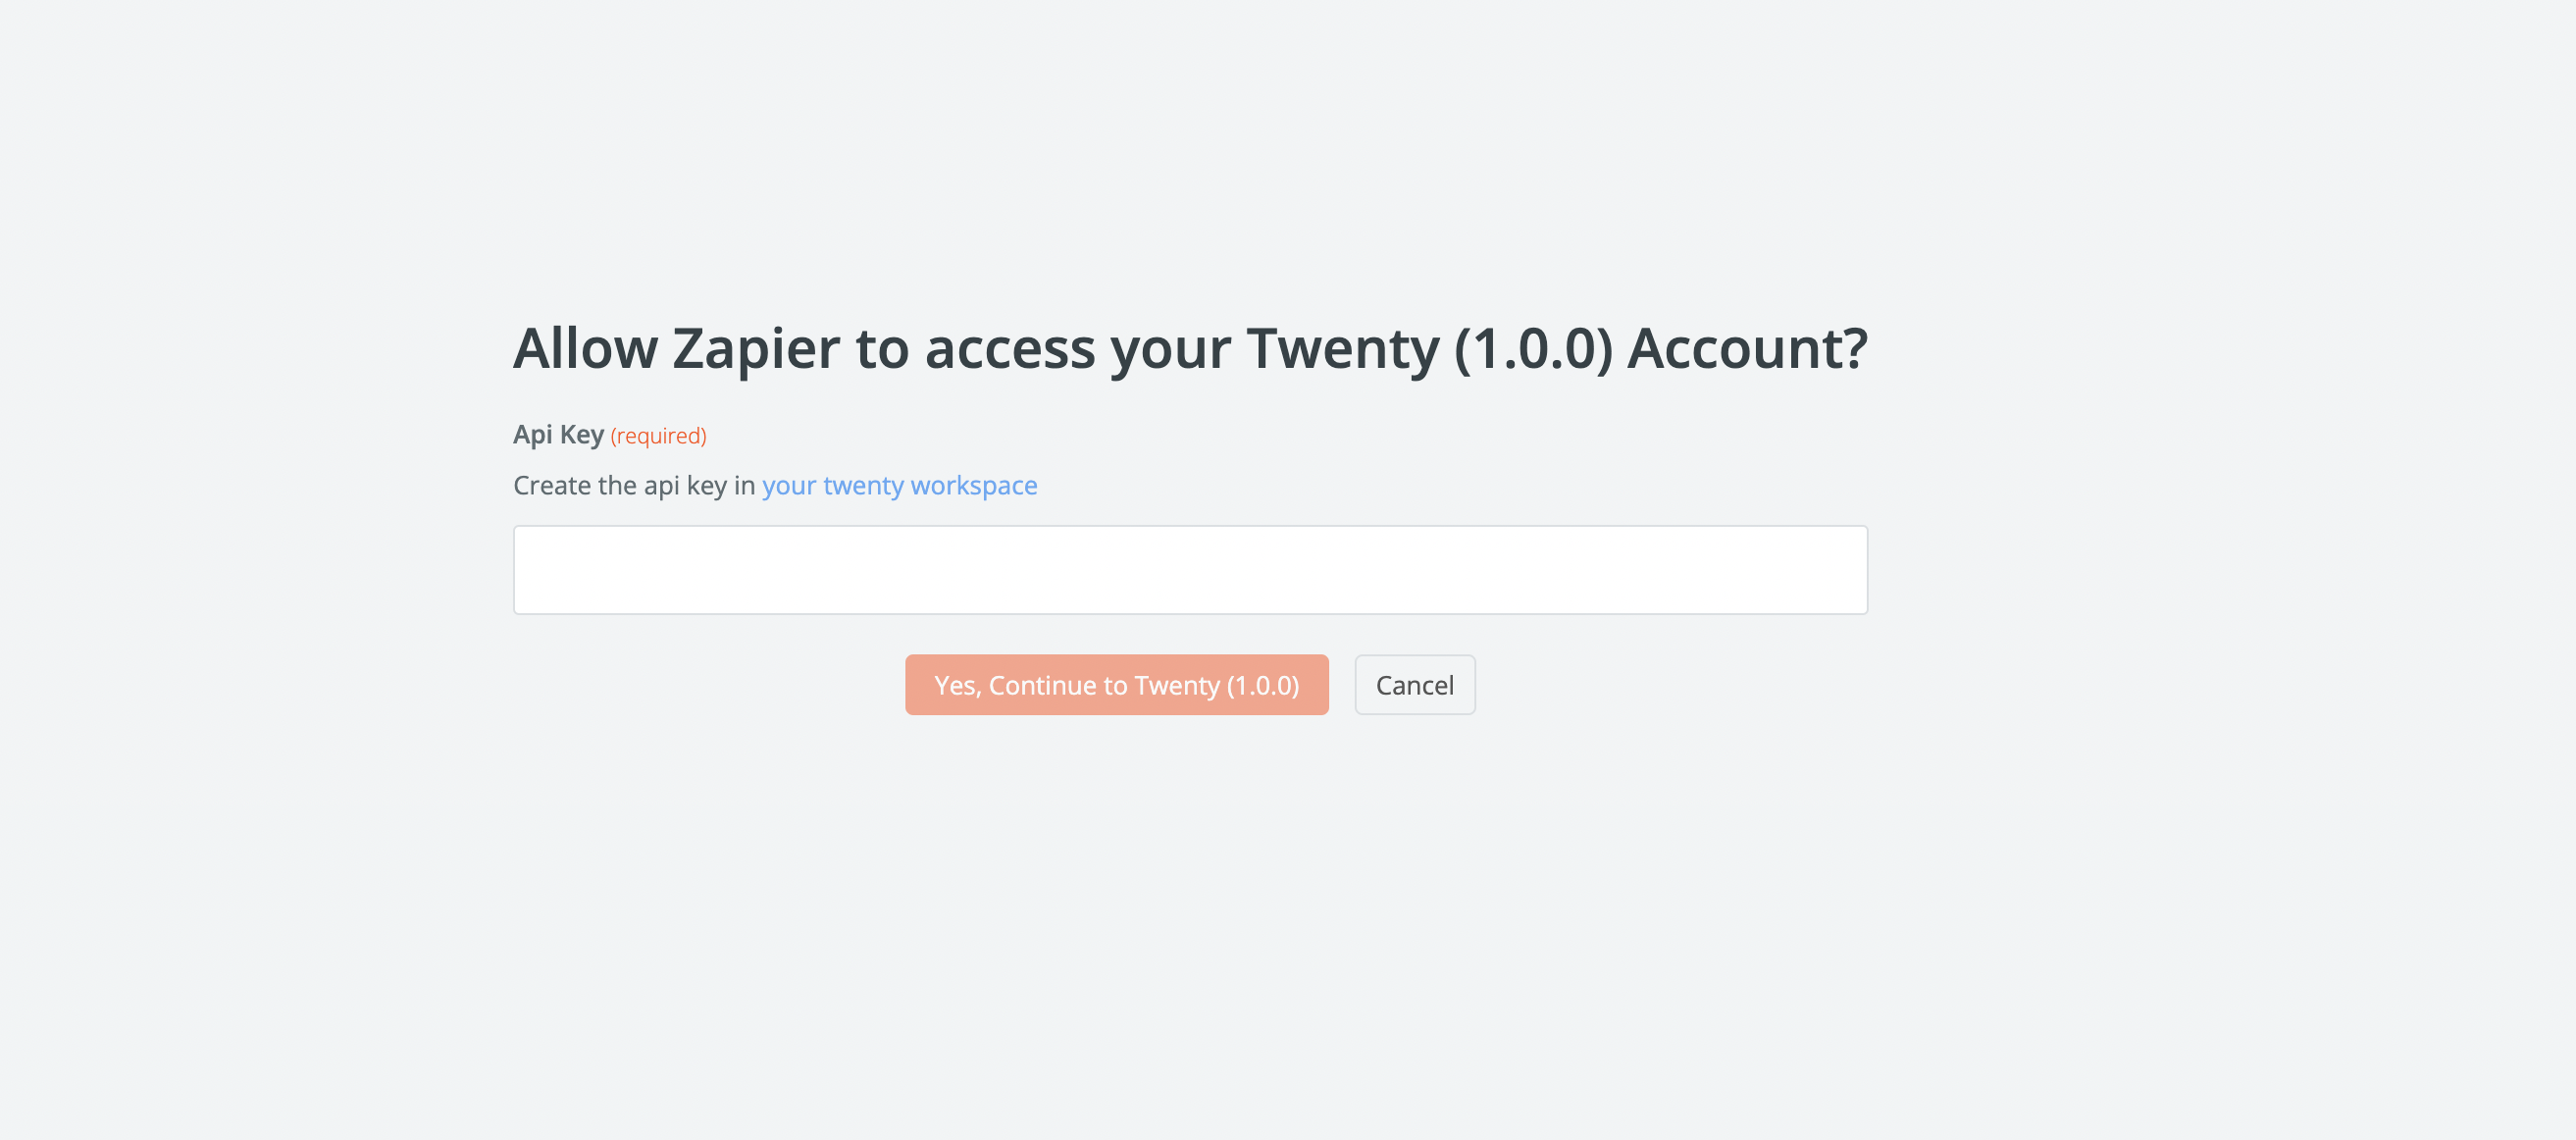 Allow Zapier to access your Twenty (1.0.0) Account?
Api Key (required)
Create the api key in your twenty workspace
Yes, Continue to Twenty (1.0.0)
Cancel